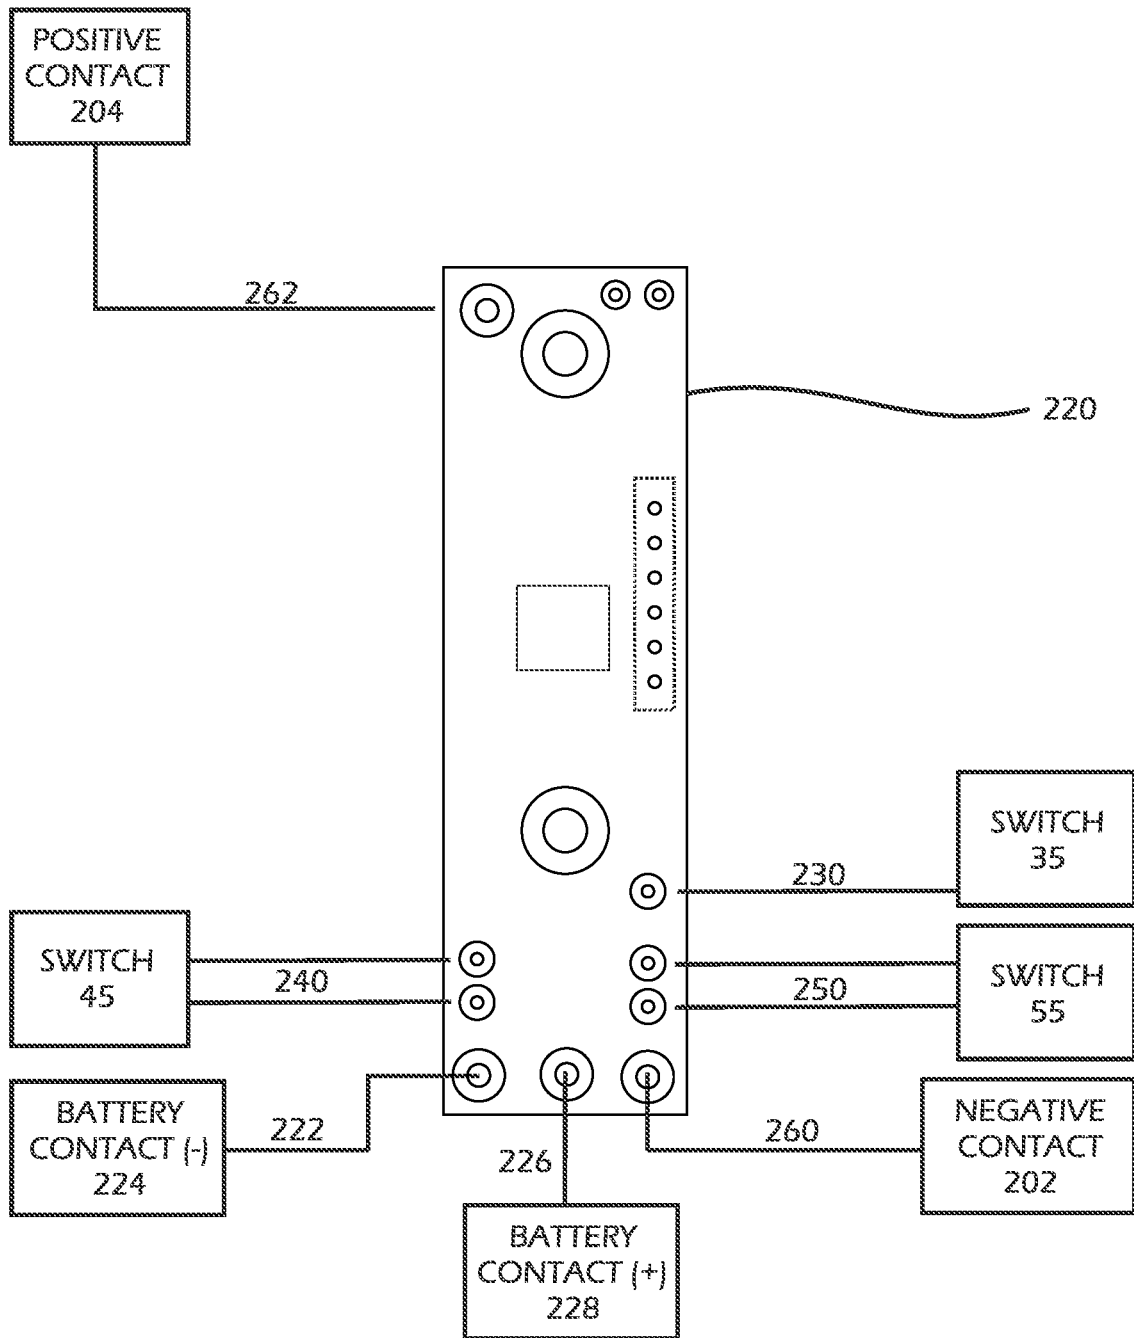 POSITIVE
CONTACT
204
262
220
SWITCH
35
230
SWITCH
45
240
SWITCH
55
250
BATTERY
CONTACT (-)
224
222
NEGATIVE
CONTACT
202
260
226
BATTERY
CONTACT (+)
228